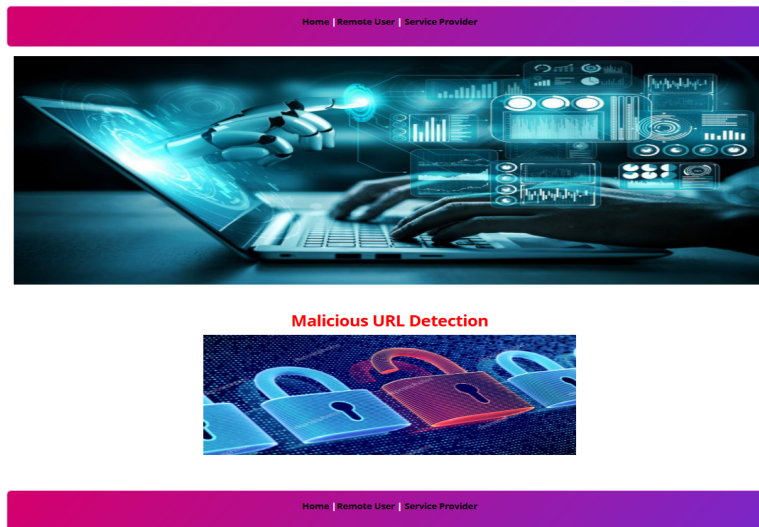 Home | Remote User | Service Provider
Malicious URL Detection
Home | Remote User | Service Provider